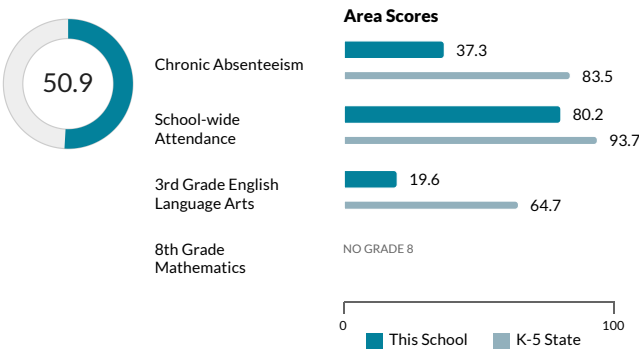 Area Scores
50.9
Chronic Absenteeism
37.3
83.5
School-wide
Attendance
80.2
93.7
3rd Grade English
Language Arts
19.6
64.7
8th Grade
Mathematics
NO GRADE 8
0
100
This School
K-5 State